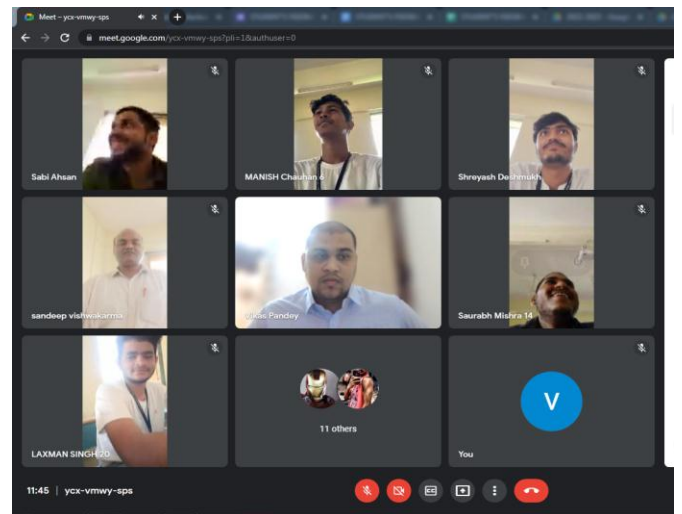 Meet – ycx-vmwy-sps
meet.google.com/ycx-vmwy-sps?pli=1&authuser=0
Sabi Ahsan
MANISH Chauhan 6
Shreyash Deshmukh
sandeep vishwakarma
Vikas Pandey
Saurabh Mishra 14
LAXMAN SINGH 20
11 others
V
You
11:45 | ycx-vmwy-sps
CC